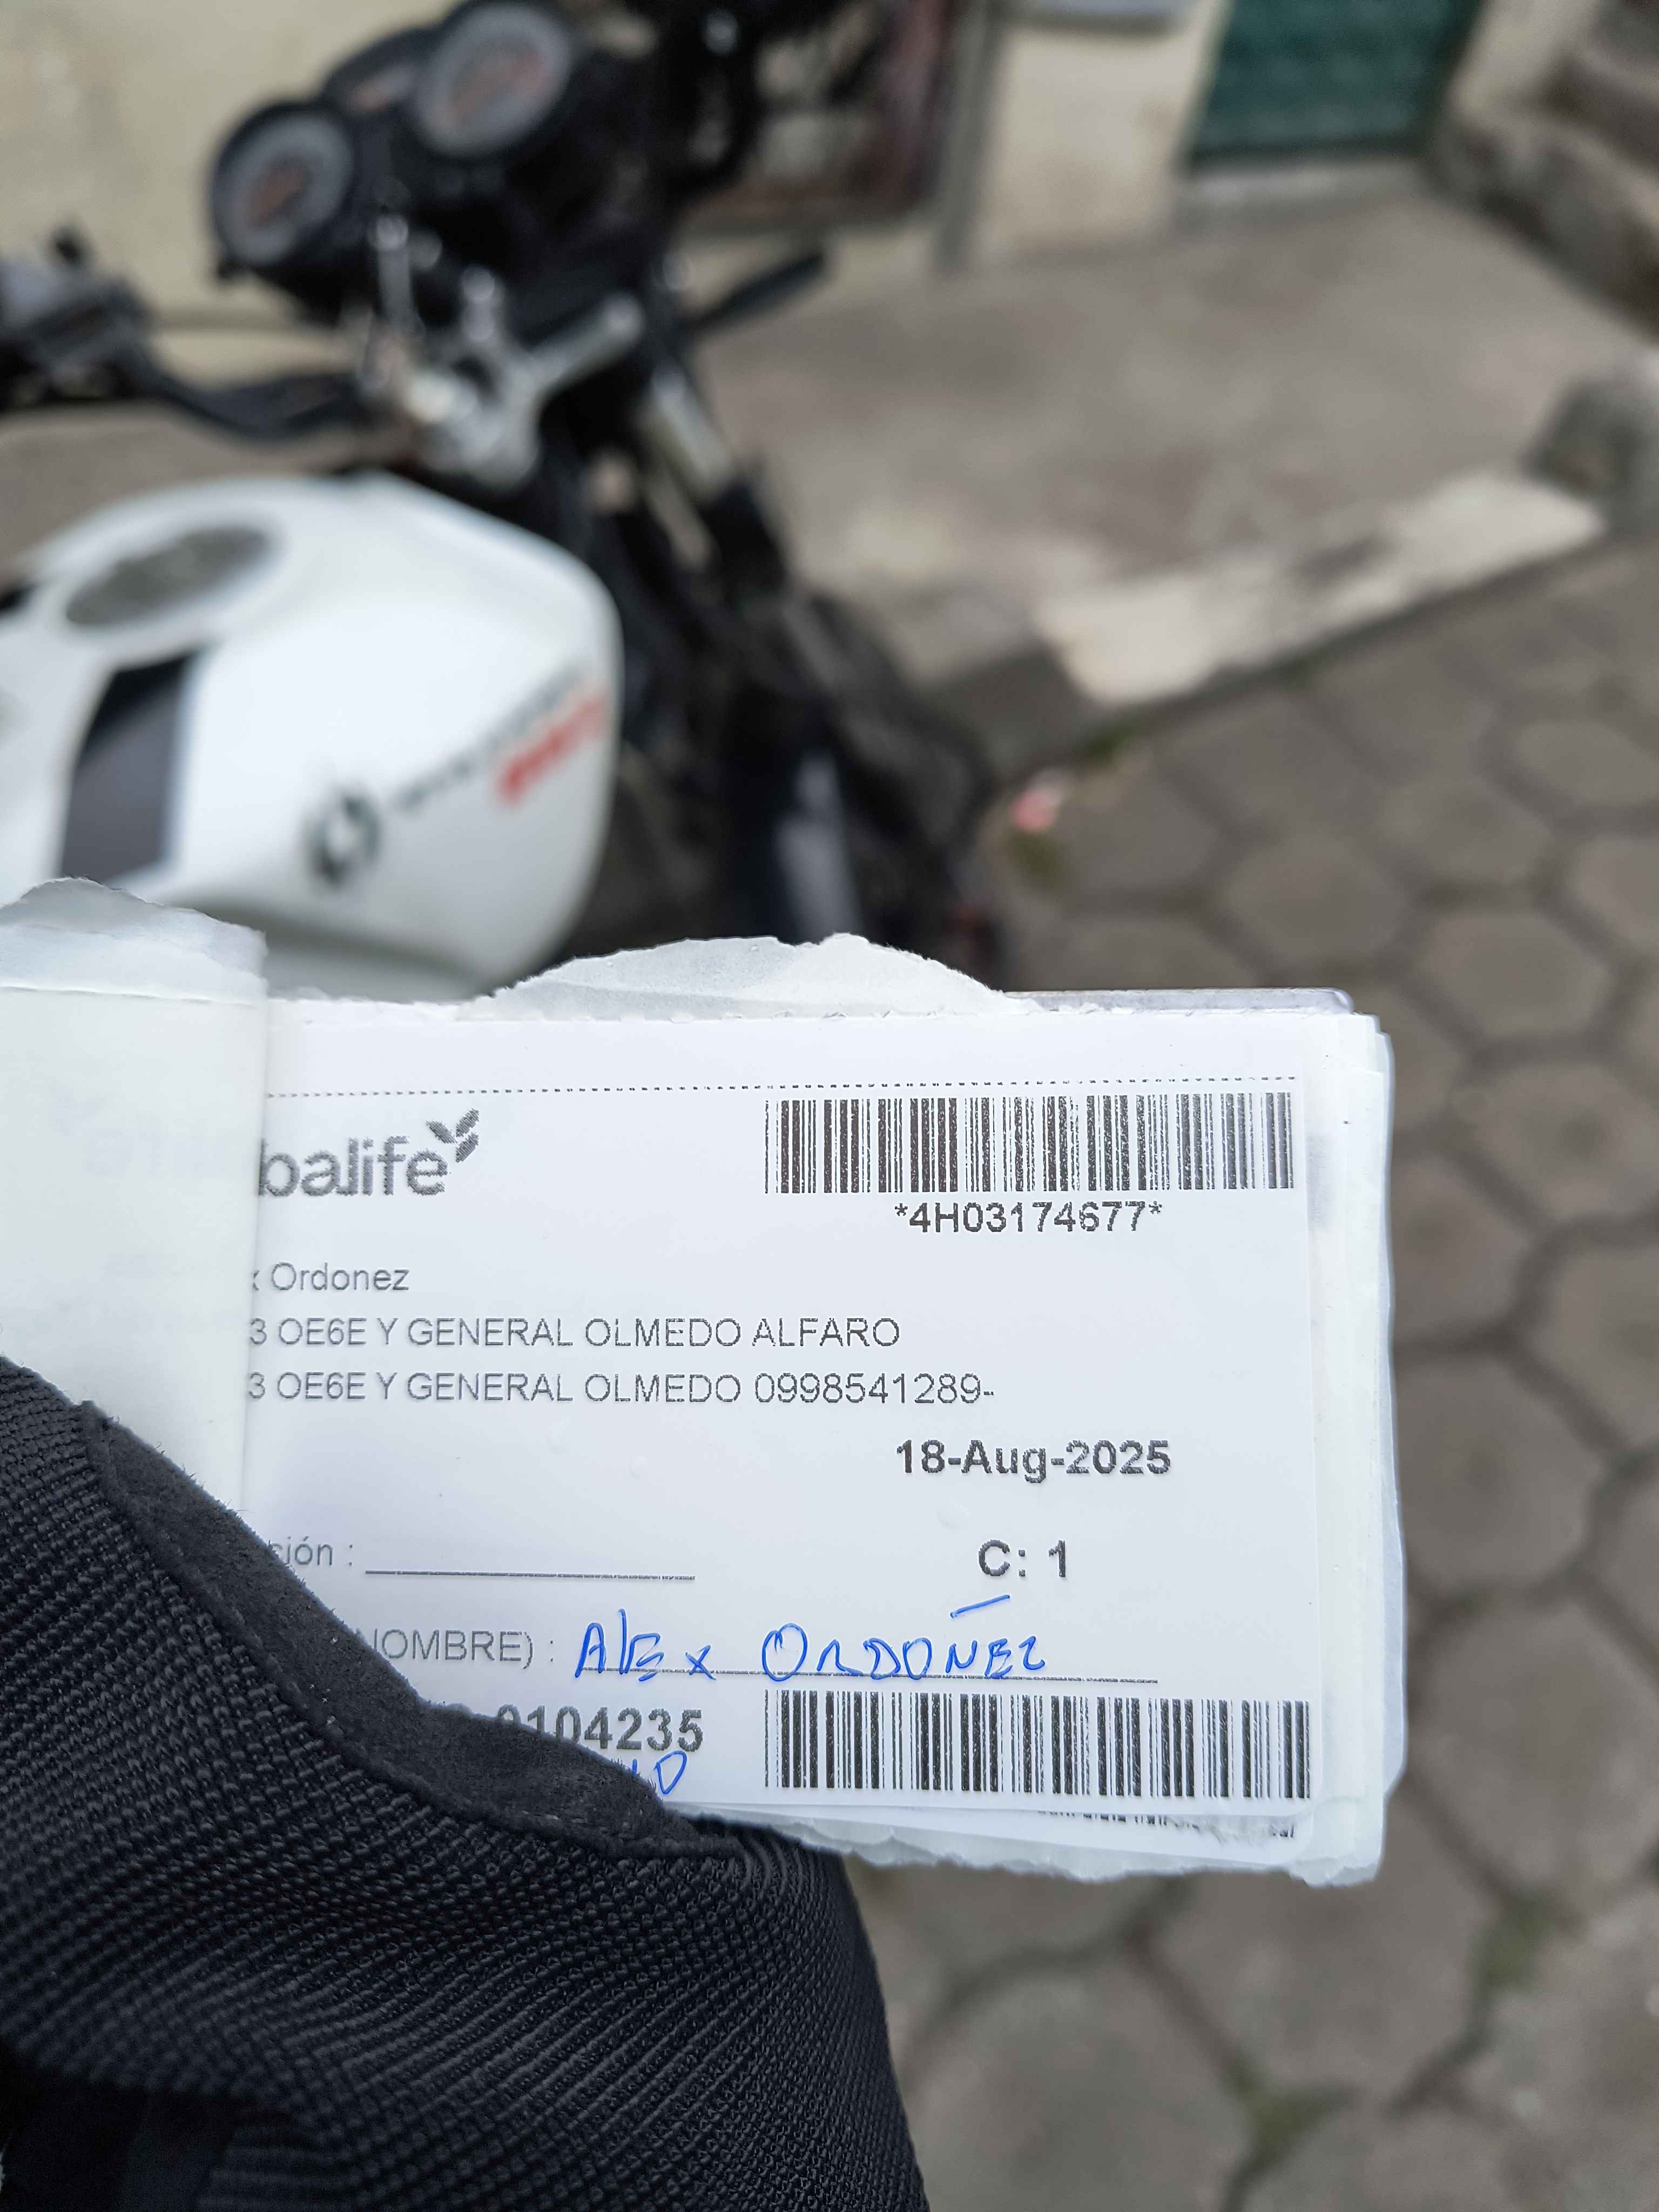 balife
*4H03174677*
x Ordonez
3 OE6E Y GENERAL OLMEDO ALFARO
3 OE6E Y GENERAL OLMEDO 0998541289-
18-Aug-2025
ción :
C: 1
NOMBRE) : Alex ORDOÑEZ
0104235